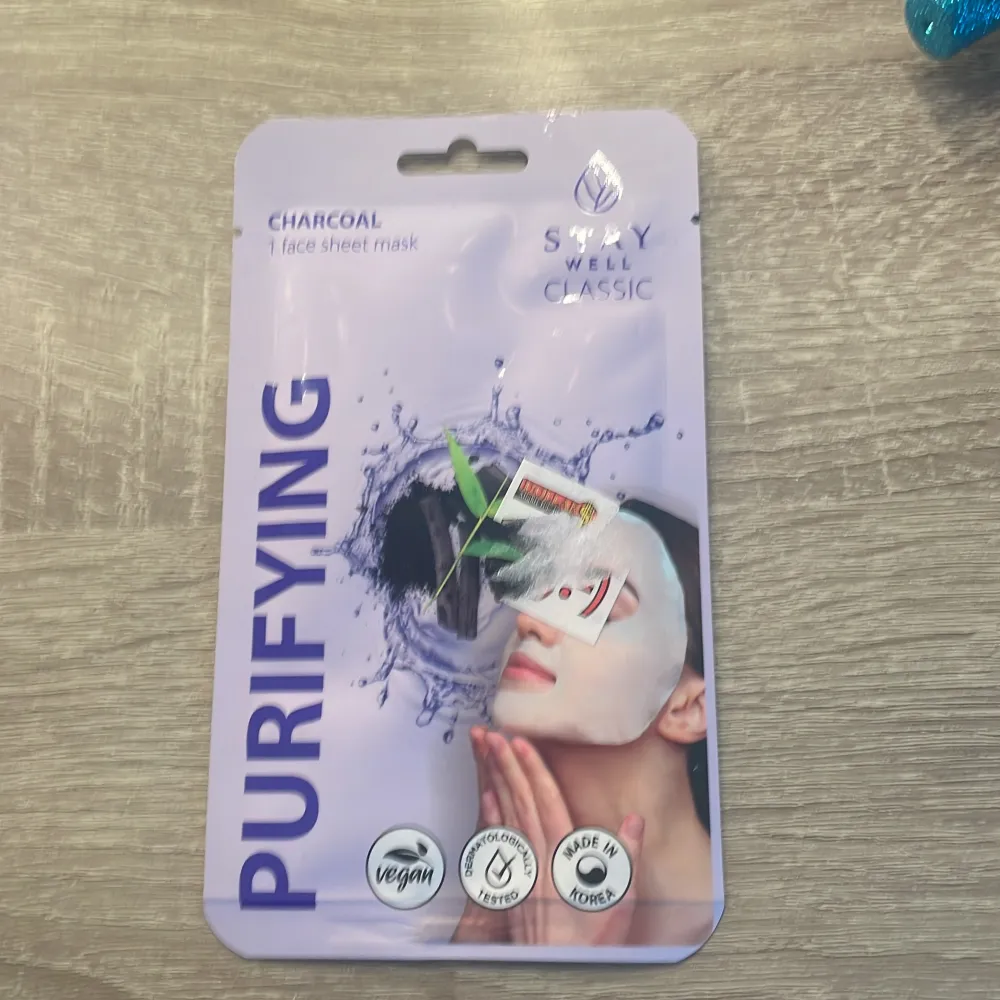 CHARCOAL
1 face sheet mask
STAY
WELL
CLASSIC
PURIFYING
vegan
DERMATOLOGICALLY
TESTED
MADE IN
KOREA